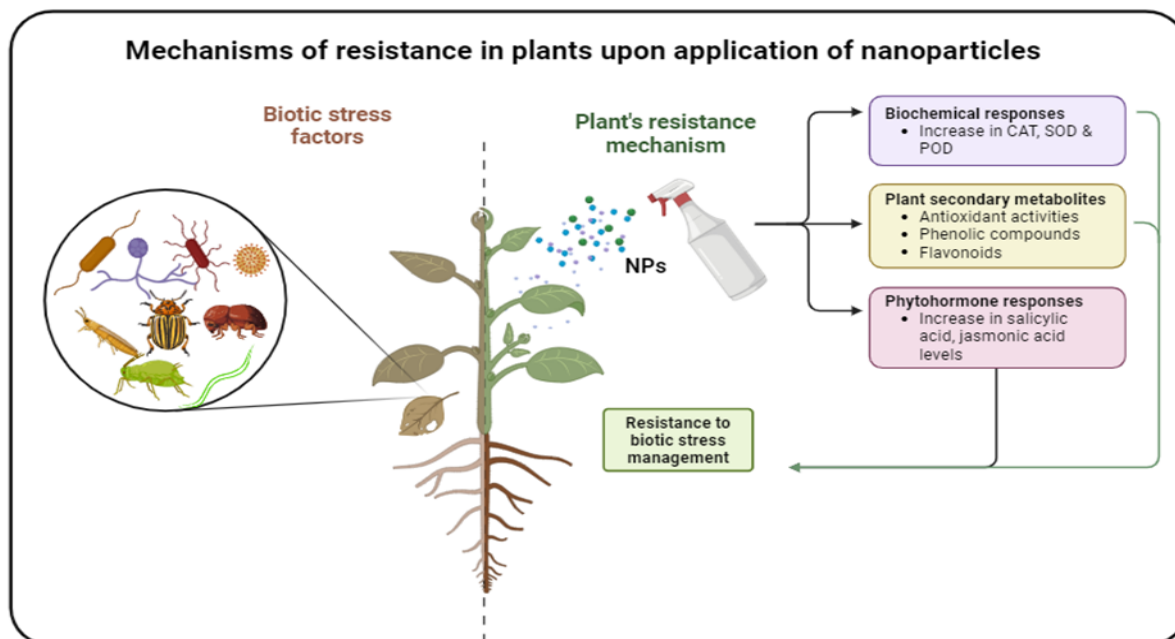 Mechanisms of resistance in plants upon application of nanoparticles
Biotic stress
factors
Plant's resistance
mechanism
NPs
Biochemical responses
• Increase in CAT, SOD &
POD
Plant secondary metabolites
• Antioxidant activities
• Phenolic compounds
• Flavonoids
Phytohormone responses
• Increase in salicylic
acid, jasmonic acid
levels
Resistance to
biotic stress
management